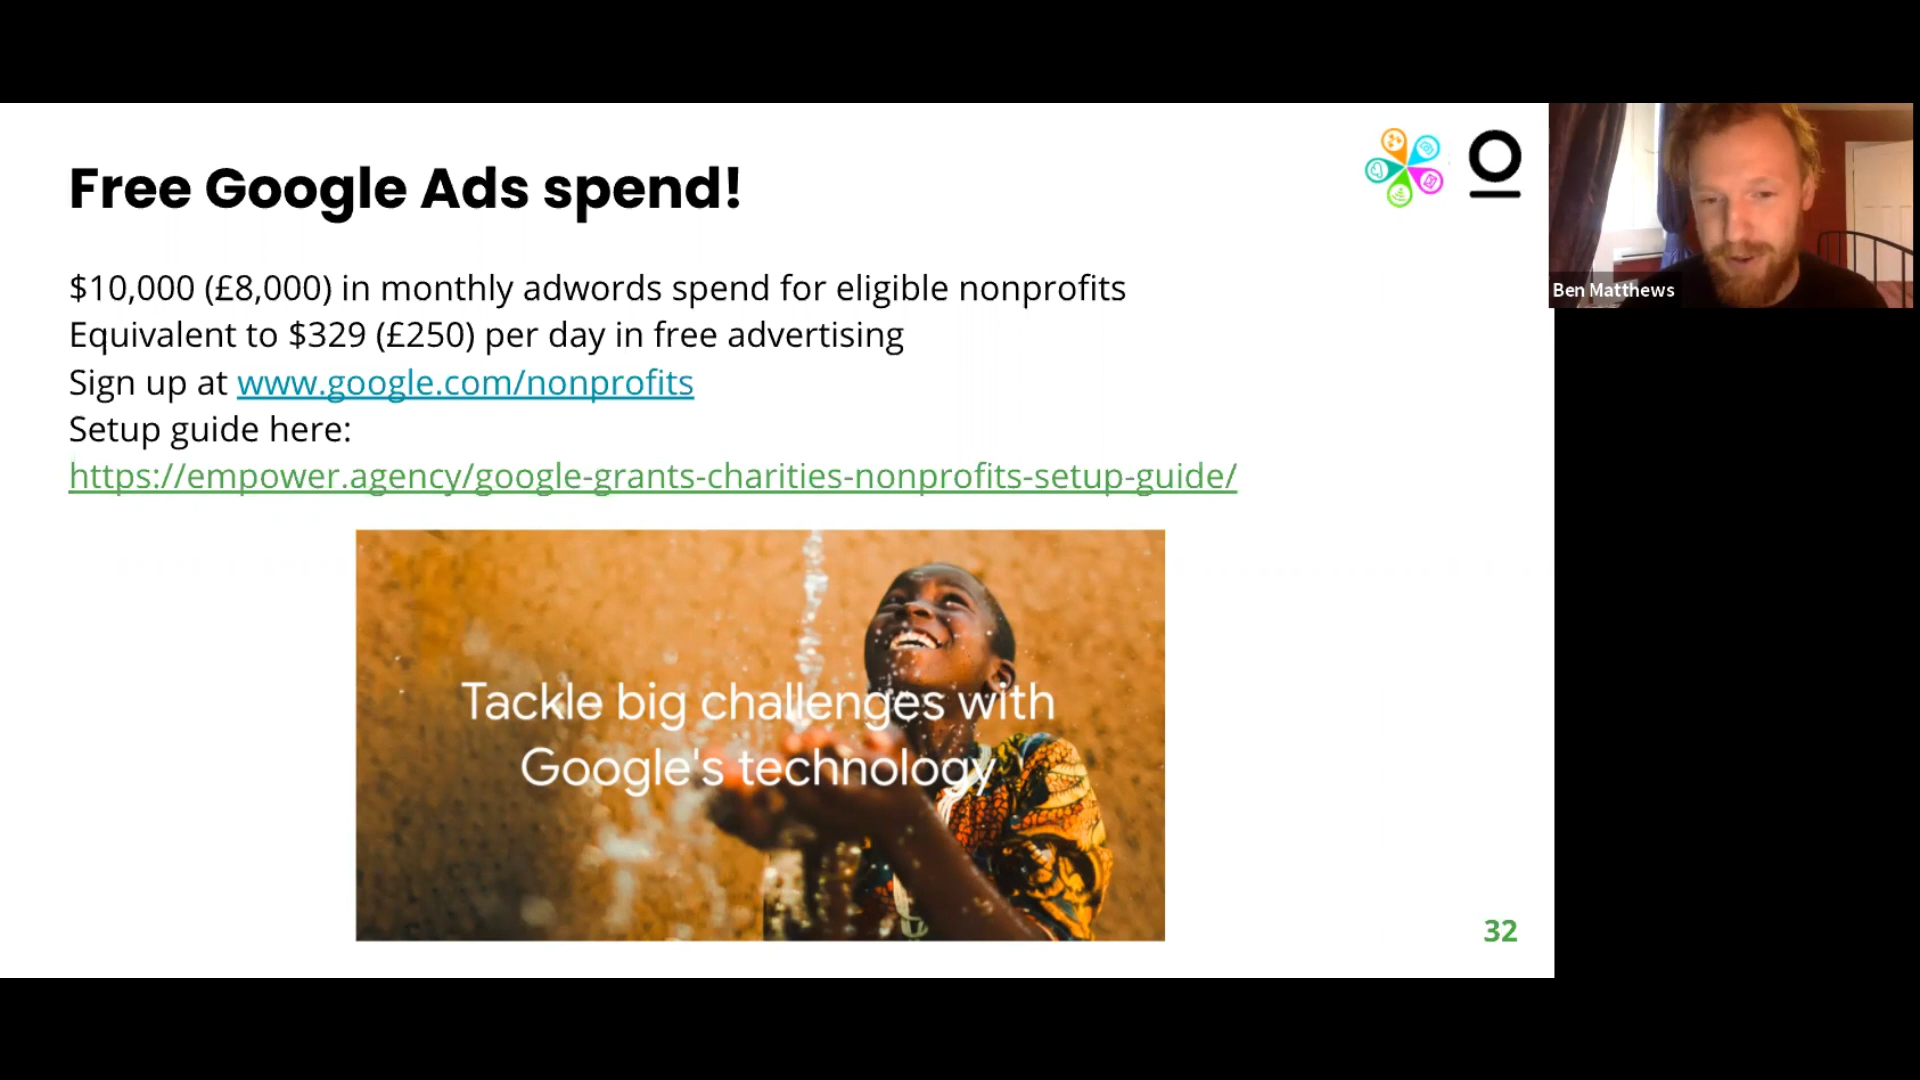 Free Google Ads spend!
$10,000 (£8,000) in monthly adwords spend for eligible nonprofits
Equivalent to $329 (£250) per day in free advertising
Sign up at www.google.com/nonprofits
Setup guide here:
https://empower.agency/google-grants-charities-nonprofits-setup-guide/
Tackle big challenges with
Google's technology
32
Ben Matthews